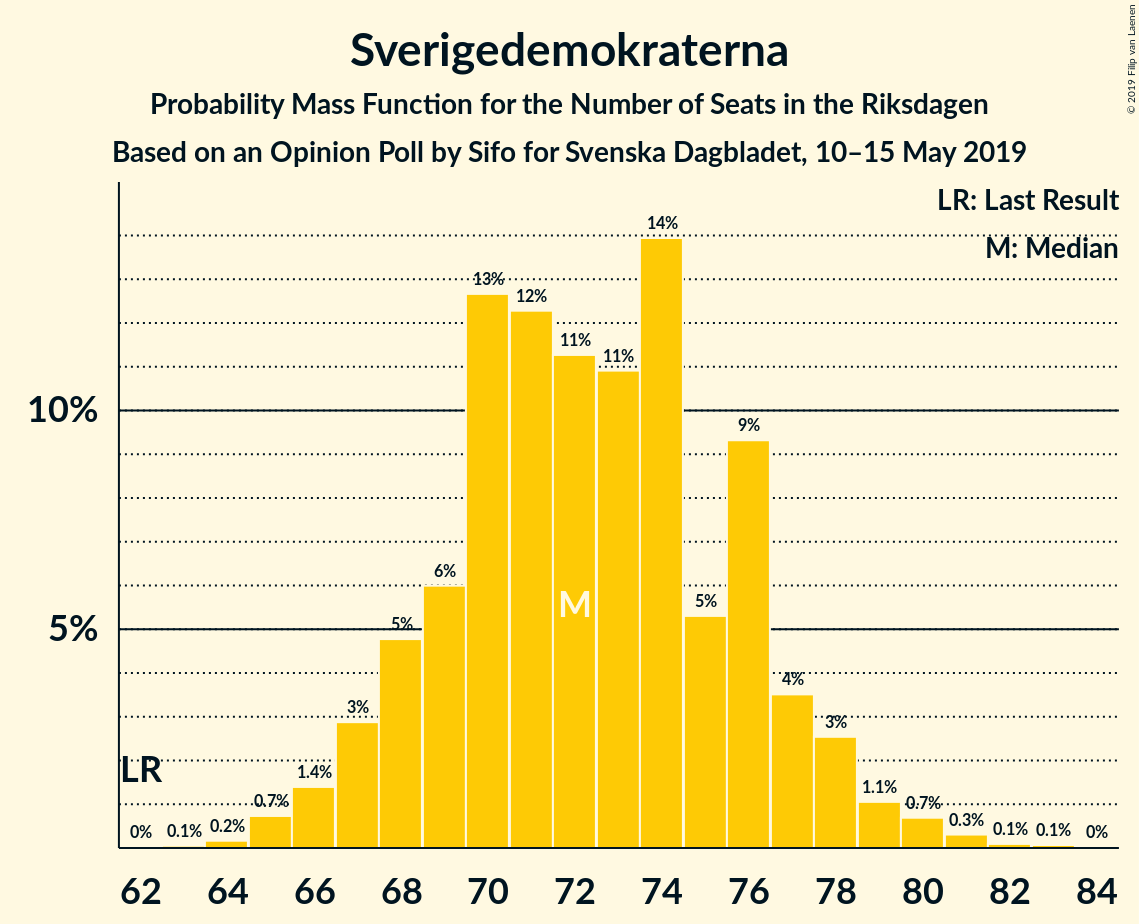 Sverigedemokraterna
Probability Mass Function for the Number of Seats in the Riksdagen
Based on an Opinion Poll by Sifo for Svenska Dagbladet, 10–15 May 2019
© 2019 Filip van Laenen
LR: Last Result
M: Median
10%
5%
LR
M
0%
0.1%
0.2%
0.7%
1.4%
3%
5%
6%
13%
12%
11%
11%
14%
5%
9%
4%
3%
1.1%
0.7%
0.3%
0.1%
0.1%
0%
62 64 66 68 70 72 74 76 78 80 82 84